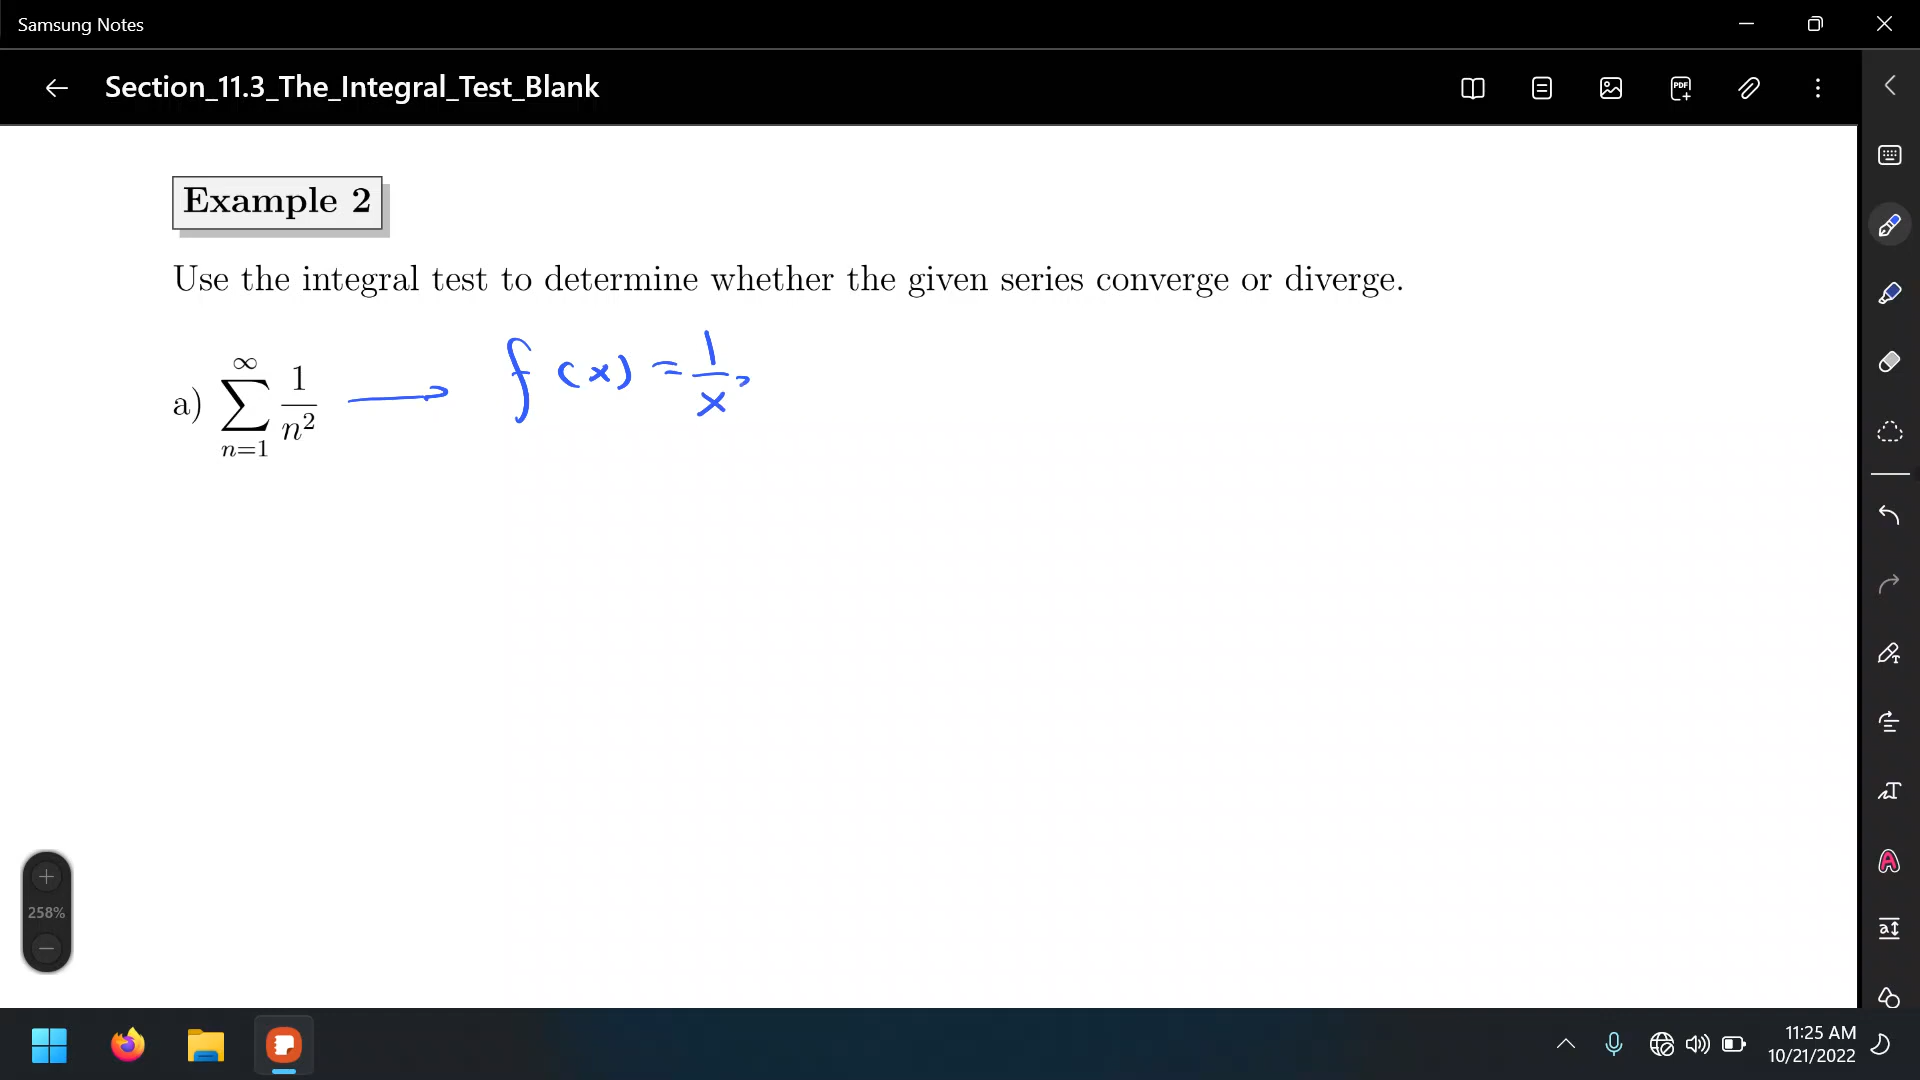 Samsung Notes
Section_11.3_The_Integral_Test_Blank
PDF
Example 2
Use the integral test to determine whether the given series converge or diverge.
a) ∑_{n=1}^{∞} 1/n² → f(x) = 1/x,
258%
11:25 AM
10/21/2022